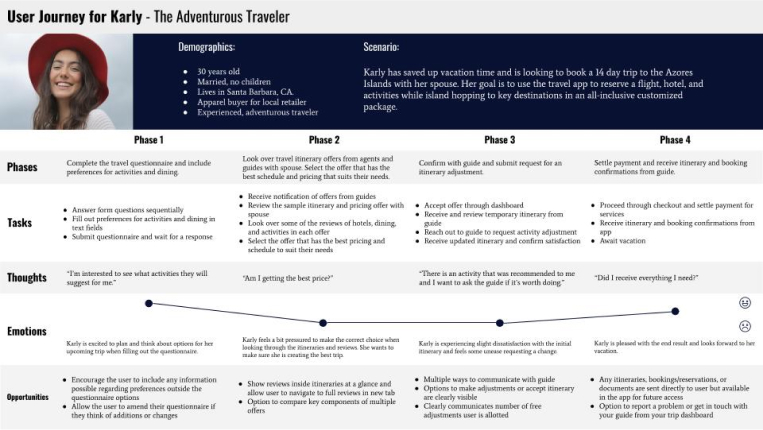 User Journey for Karly - The Adventurous Traveler
Demographics:
● 30 years old
● Married, no children
● Lives in Santa Barbara, CA.
● Apparel buyer for local retailer
● Experienced, adventurous traveler
Scenario:
Karly has saved up vacation time and is looking to book a 14 day trip to the Azores
Islands with her spouse. Her goal is to use the travel app to reserve a flight, hotel, and
activities while island hopping to key destinations in an all-inclusive customized
package.
Phase 1
Phase 2
Phase 3
Phase 4
Phases
Complete the travel questionnaire and include
preferences for activities and dining.
Look over travel itinerary offers from agents and
guides with spouse. Select the offer that has the
best schedule and pricing that suits their needs.
Confirm with guide and submit request for an
itinerary adjustment.
Settle payment and receive itinerary and booking
confirmations from guide.
Tasks
● Answer form questions sequentially
● Fill out preferences for activities and dining in
text fields
● Submit questionnaire and wait for a response
● Receive notification of offers from guides
● Review the sample itinerary and pricing offer with
spouse
● Look over some of the reviews of hotels, dining,
and activities in each offer
● Select the offer that has the best pricing and
schedule to suit their needs
● Accept offer through dashboard
● Receive and review temporary itinerary from
guide
● Reach out to guide to request activity adjustment
● Receive updated itinerary and confirm satisfaction
● Proceed through checkout and settle payment for
services
● Receive itinerary and booking confirmations from
app
● Await vacation
Thoughts
"I'm interested to see what activities they will
suggest for me."
"Am I getting the best price?"
"There is an activity that was recommended to me
and I want to ask the guide if it's worth doing."
"Did I receive everything I need?"
Emotions
Karly is excited to plan and think about options for her
upcoming trip when filling out the questionnaire.
Karly feels a bit pressured to make the correct choice when
looking through the itineraries and reviews. She wants to
make sure she is creating the best trip.
Karly is experiencing slight dissatisfaction with the initial
itinerary and feels some unease requesting a change.
Karly is pleased with the end result and looks forward to her
vacation.
Opportunities
● Encourage the user to include any information
possible regarding preferences outside the
questionnaire options
● Allow the user to amend their questionnaire if
they think of additions or changes
● Show reviews inside itineraries at a glance and
allow user to navigate to full reviews in new tab
● Option to compare key components of multiple
offers
● Multiple ways to communicate with guide
● Options to make adjustments or accept itinerary
are clearly visible
● Clearly communicates number of free
adjustments user is allotted
● Any itineraries, bookings/reservations, or
documents are sent directly to user but available
in the app for future access
● Option to report a problem or get in touch with
your guide from your trip dashboard